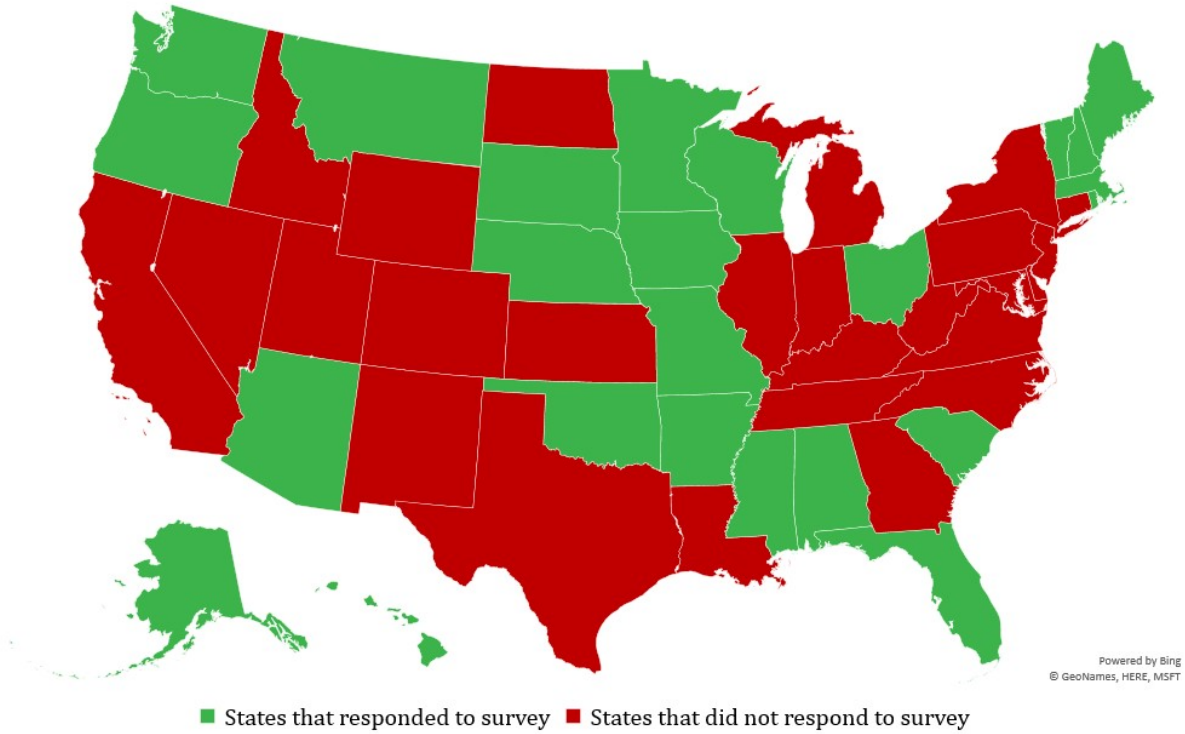 Powered by Bing
© GeoNames, HERE, MSFT
States that responded to survey States that did not respond to survey